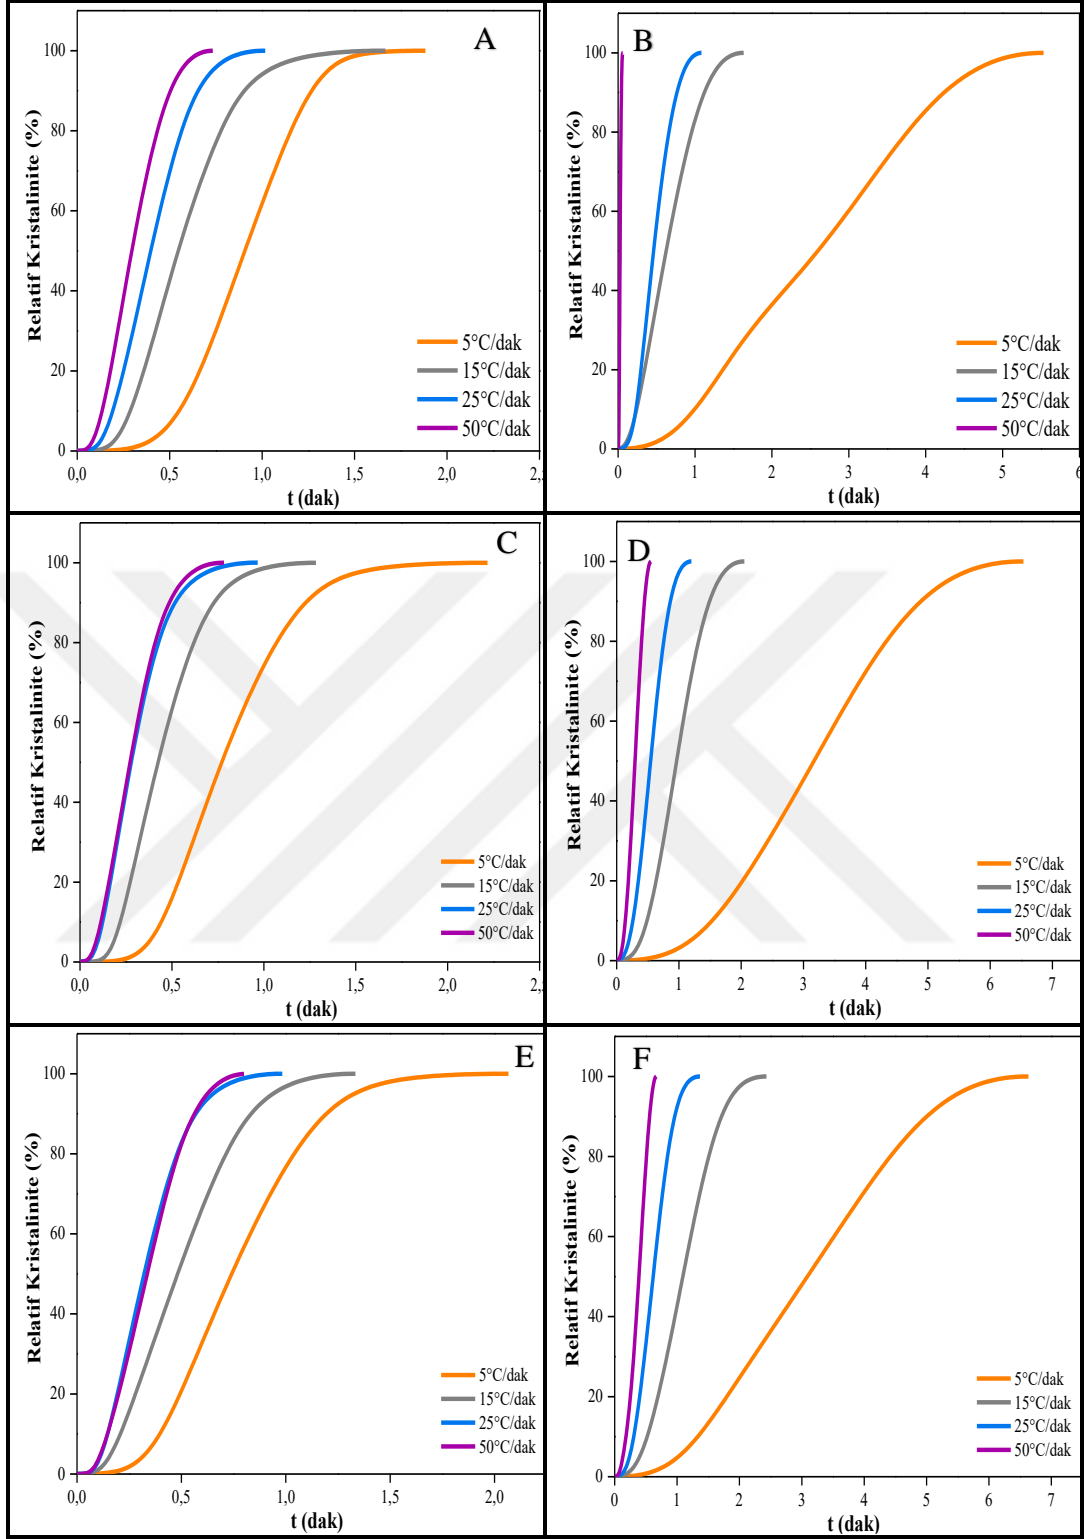 A
Relatif Kristalinite (%)
100
80
60
40
20
0
5°C/dak
15°C/dak
25°C/dak
50°C/dak
0,0 0,5 1,0 1,5 2,0 2,5
t (dak)
B
Relatif Kristalinite (%)
100
80
60
40
20
0
5°C/dak
15°C/dak
25°C/dak
50°C/dak
0 1 2 3 4 5 6
t (dak)
C
Relatif Kristalinite (%)
100
80
60
40
20
0
5°C/dak
15°C/dak
25°C/dak
50°C/dak
0,0 0,5 1,0 1,5 2,0 2,5
t (dak)
D
Relatif Kristalinite (%)
100
80
60
40
20
0
5°C/dak
15°C/dak
25°C/dak
50°C/dak
0 1 2 3 4 5 6 7
t (dak)
E
Relatif Kristalinite (%)
100
80
60
40
20
0
5°C/dak
15°C/dak
25°C/dak
50°C/dak
0,0 0,5 1,0 1,5 2,0
t (dak)
F
Relatif Kristalinite (%)
100
80
60
40
20
0
5°C/dak
15°C/dak
25°C/dak
50°C/dak
0 1 2 3 4 5 6 7
t (dak)